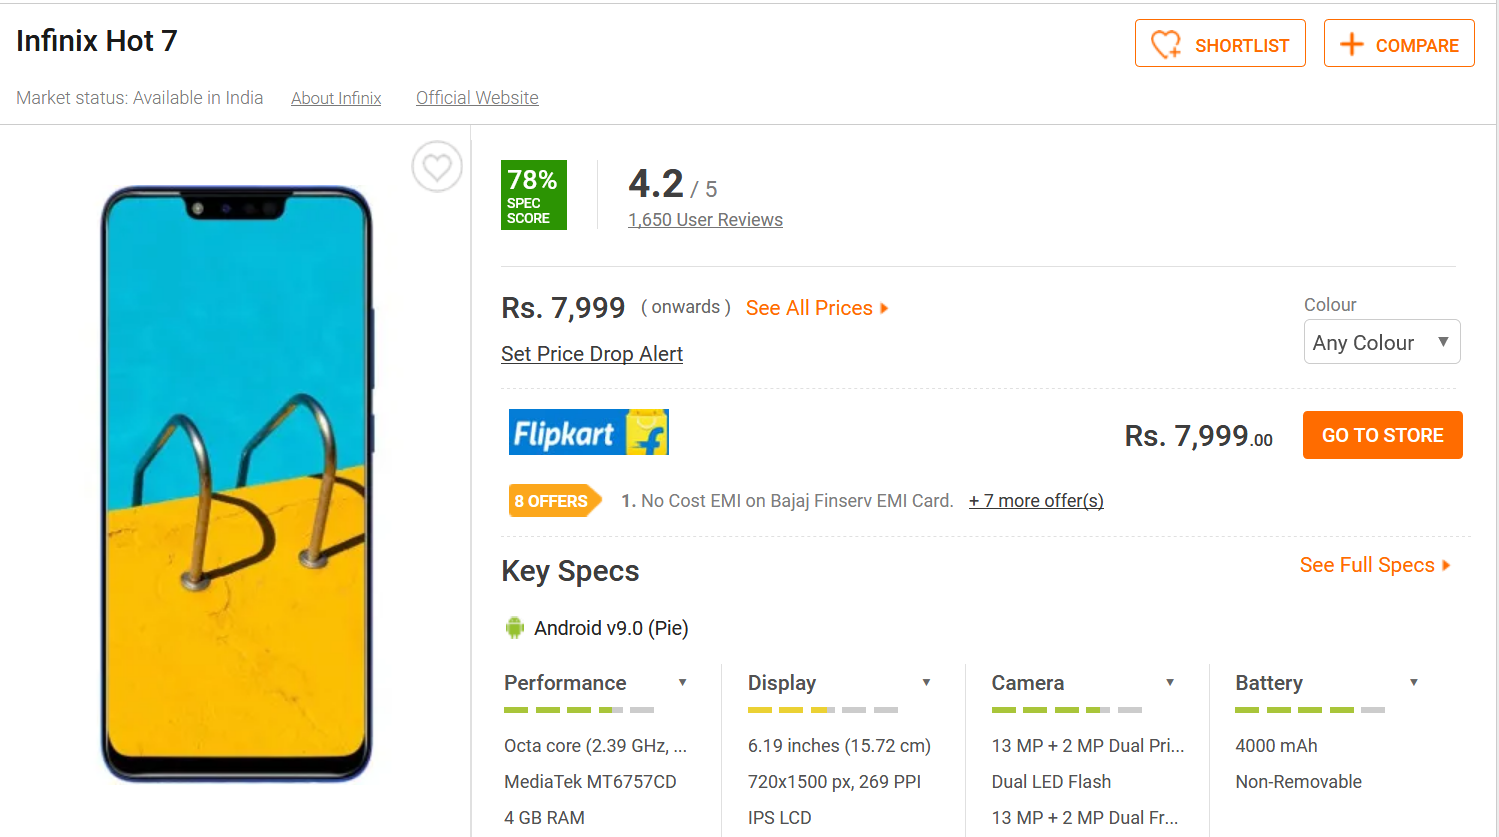 Infinix Hot 7
SHORTLIST
COMPARE
Market status: Available in India About Infinix Official Website
78%
SPEC
SCORE
4.2 / 5
1,650 User Reviews
Rs. 7,999 ( onwards ) See All Prices
Set Price Drop Alert
Colour
Any Colour
Flipkart
Rs. 7,999.00
GO TO STORE
8 OFFERS
1. No Cost EMI on Bajaj Finserv EMI Card. + 7 more offer(s)
Key Specs
See Full Specs
Android v9.0 (Pie)
Performance
Octa core (2.39 GHz, ...
MediaTek MT6757CD
4 GB RAM
Display
6.19 inches (15.72 cm)
720x1500 px, 269 PPI
IPS LCD
Camera
13 MP + 2 MP Dual Pri...
Dual LED Flash
13 MP + 2 MP Dual Fr...
Battery
4000 mAh
Non-Removable